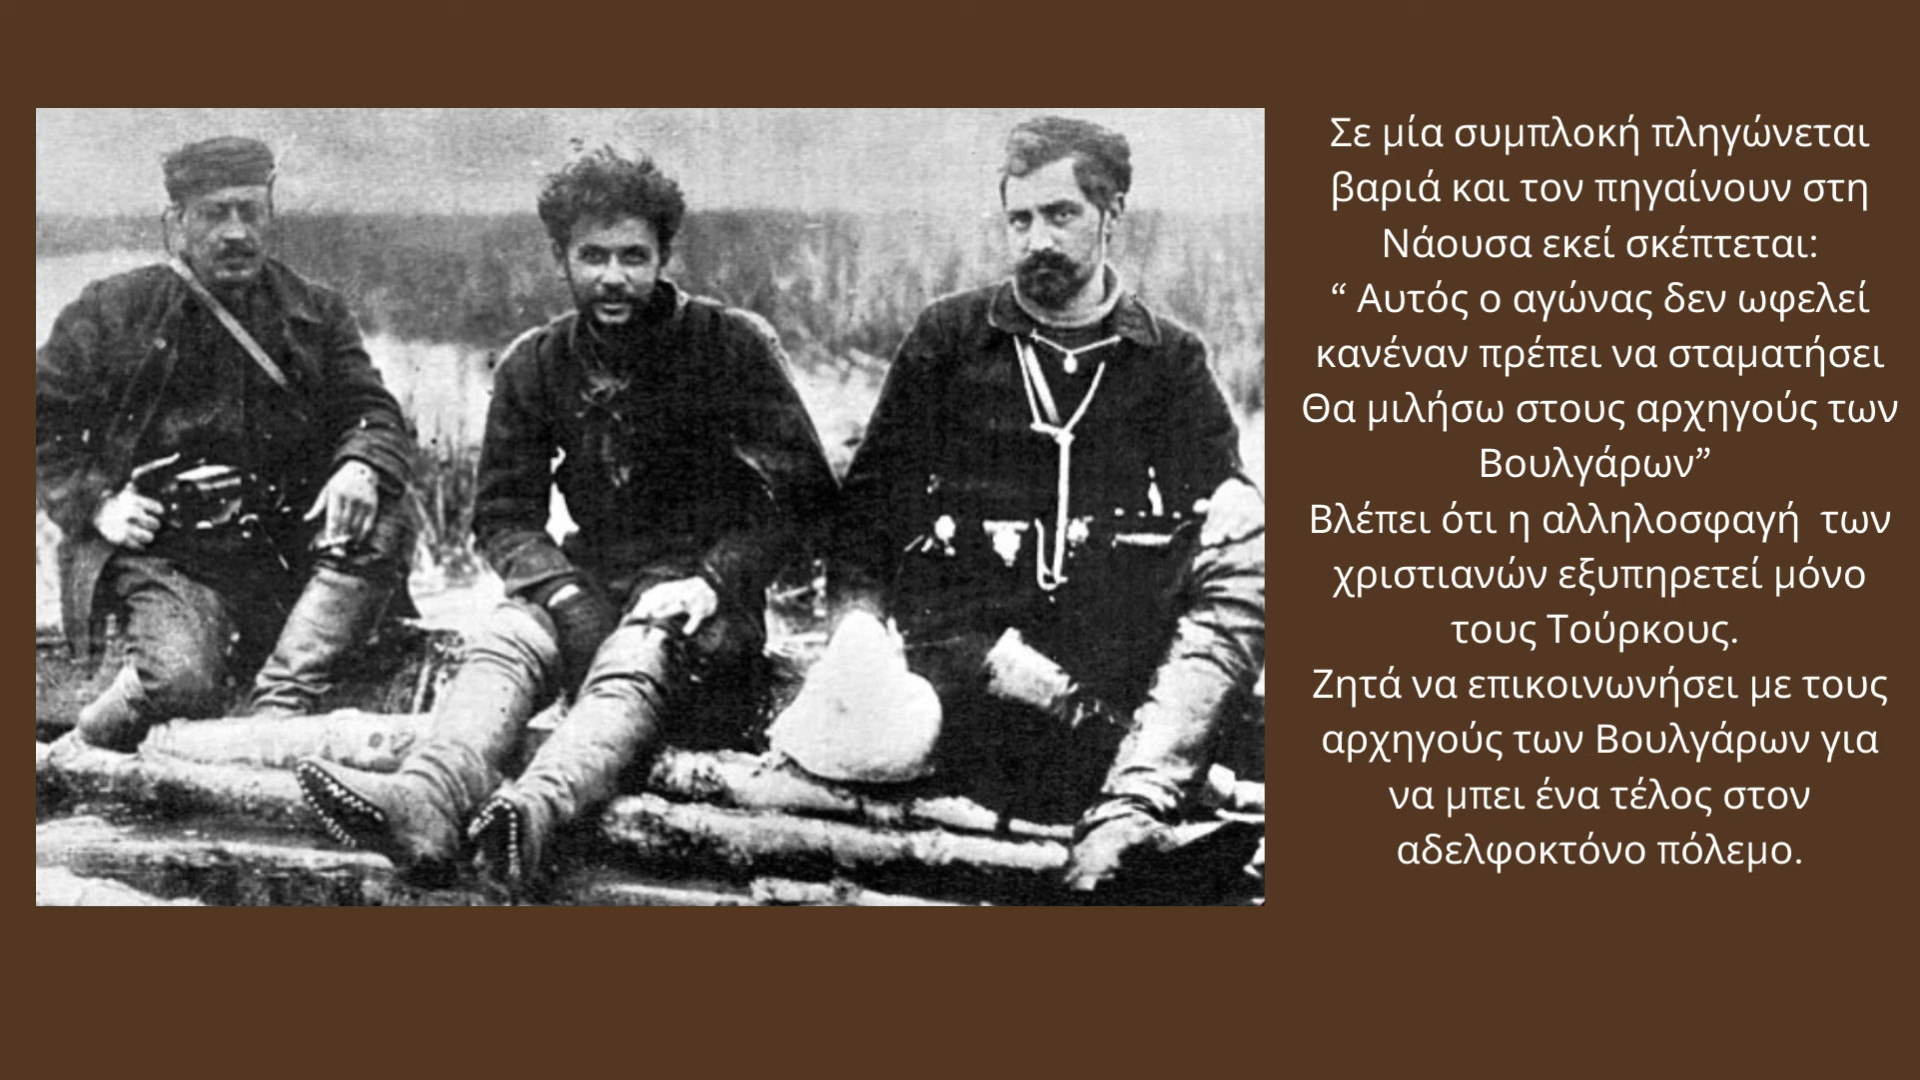 Σε μία συμπλοκή πληγώνεται
βαριά και τον πηγαίνουν στη
Νάουσα εκεί σκέπτεται:
“ Αυτός ο αγώνας δεν ωφελεί
κανέναν πρέπει να σταματήσει
Θα μιλήσω στους αρχηγούς των
Βουλγάρων”
Βλέπει ότι η αλληλοσφαγή  των
χριστιανών εξυπηρετεί μόνο
τους Τούρκους.
Ζητά να επικοινωνήσει με τους
αρχηγούς των Βουλγάρων για
να μπει ένα τέλος στον
αδελφοκτόνο πόλεμο.